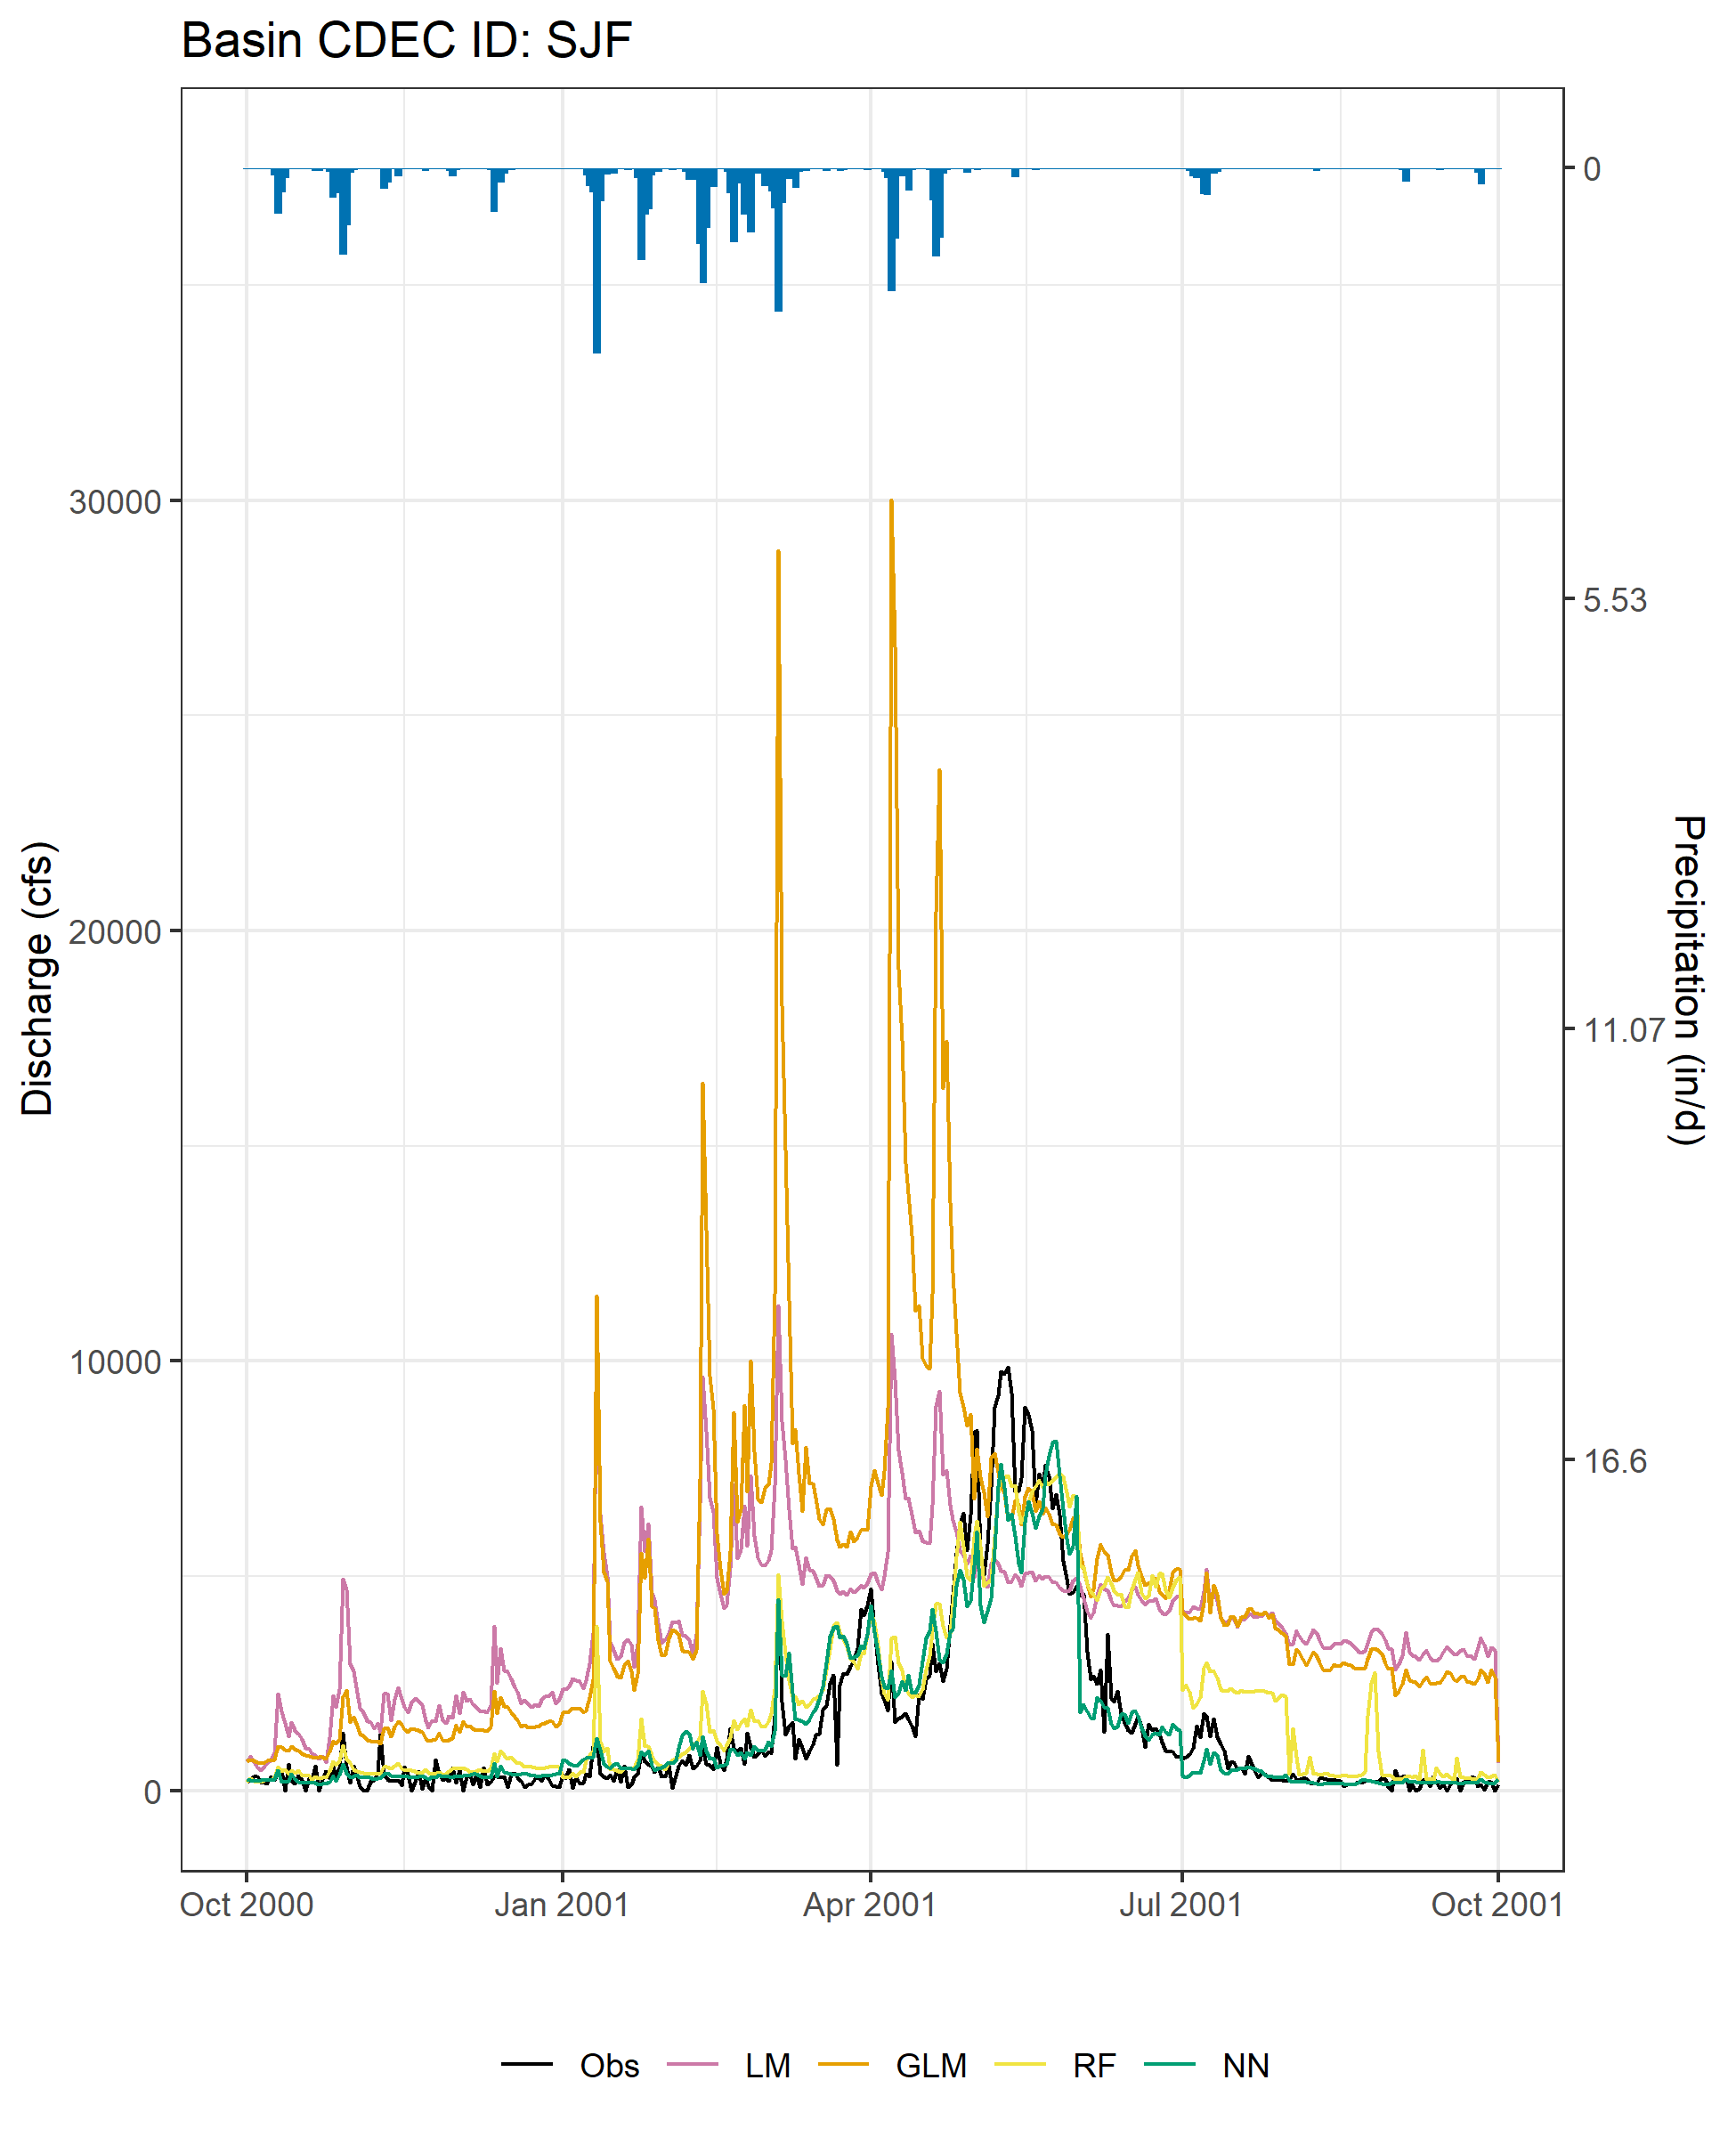 Basin CDEC ID: SJF
0
30000
5.53
20000
11.07
10000
16.6
0
Discharge (cfs)
Precipitation (in/d)
Oct 2000 Jan 2001 Apr 2001 Jul 2001 Oct 2001
Obs LM GLM RF NN